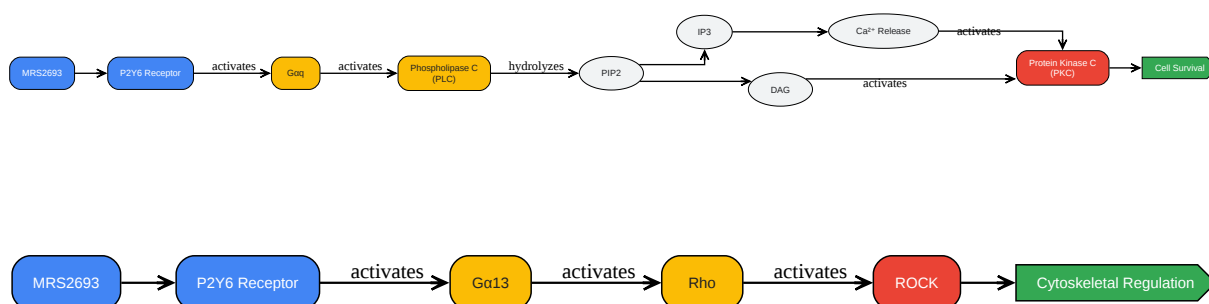 IP3
Ca²⁺ Release
activates
MRS2693
P2Y6 Receptor
activates
Gαq
activates
Phospholipase C
(PLC)
hydrolyzes
PIP2
DAG
activates
Protein Kinase C
(PKC)
Cell Survival
MRS2693
P2Y6 Receptor
activates
Gα13
activates
Rho
activates
ROCK
Cytoskeletal Regulation